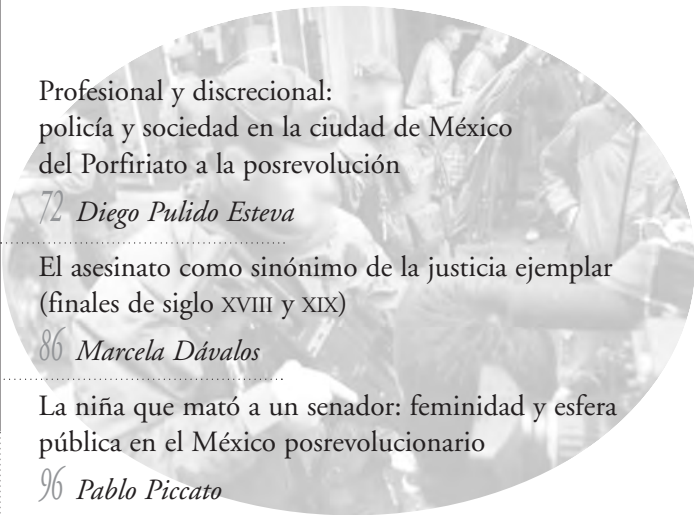 Profesional y discrecional:
policía y sociedad en la ciudad de México
del Porfiriato a la posrevolución
72 Diego Pulido Esteva
El asesinato como sinónimo de la justicia ejemplar
(finales de siglo XVIII y XIX)
86 Marcela Dávalos
La niña que mató a un senador: feminidad y esfera
pública en el México posrevolucionario
96 Pablo Piccato